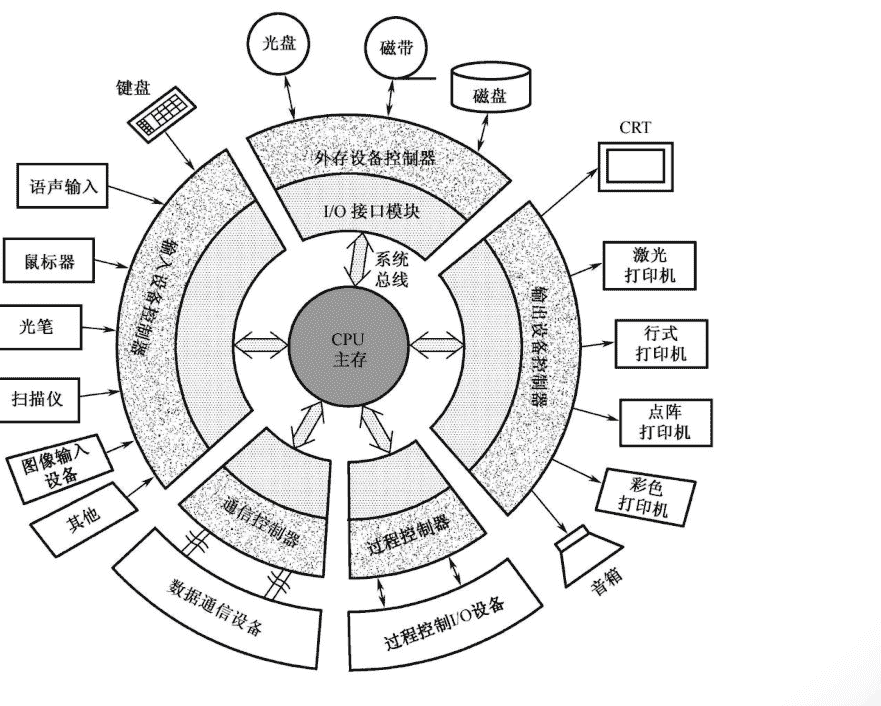 光盘
磁带
磁盘
键盘
CRT
外存设备控制器
语声输入
I/O 接口模块
系统
总线
鼠标器
输入设备控制器
输出设备控制器
激光
打印机
光笔
CPU
主存
行式
打印机
扫描仪
点阵
打印机
图像输入
设备
其他
彩色
打印机
通信控制器
过程控制器
音箱
数据通信设备
过程控制I/O设备